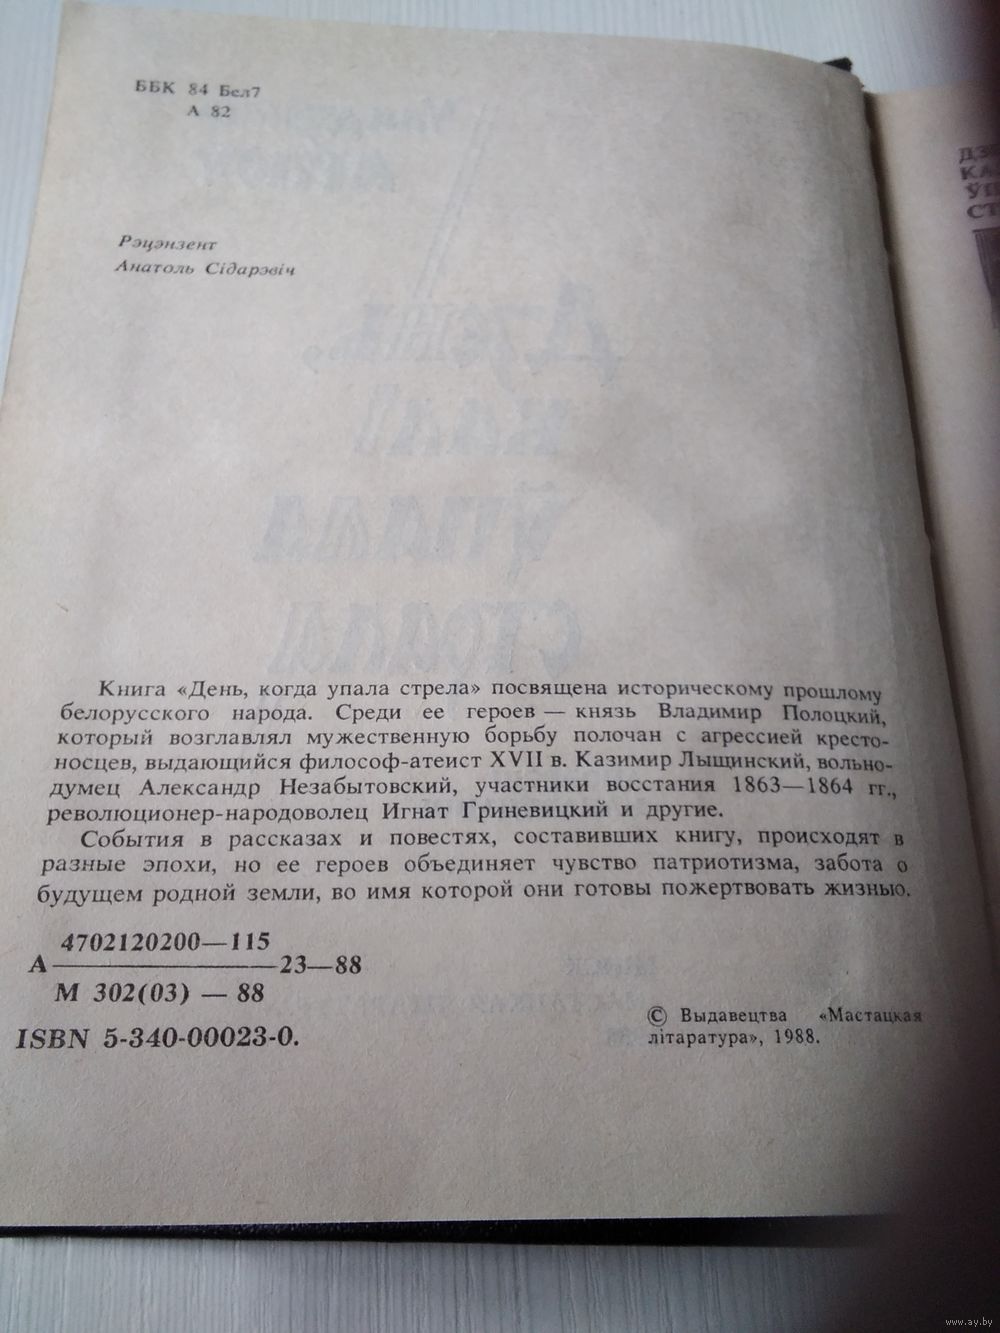 ББК 84 Бел7
А 82
Рэцэнзент
Анатоль Сідарэвіч
Книга «День, когда упала стрела» посвящена историческому прошлому
белорусского народа. Среди ее героев — князь Владимир Полоцкий,
который возглавлял мужественную борьбу полочан с агрессией кресто-
носцев, выдающийся философ-атеист XVII в. Казимир Лыщинский, вольно-
думец Александр Незабытовский, участники восстания 1863—1864 гг.,
революционер-народоволец Игнат Гриневицкий и другие.
События в рассказах и повестях, составивших книгу, происходят в
разные эпохи, но ее героев объединяет чувство патриотизма, забота о
будущем родной земли, во имя которой они готовы пожертвовать жизнью.
4702120200—115
А 23—88
М 302(03) — 88
ISBN 5-340-00023-0.
© Выдавецтва «Мастацкая
літаратура», 1988.
www.ay.by